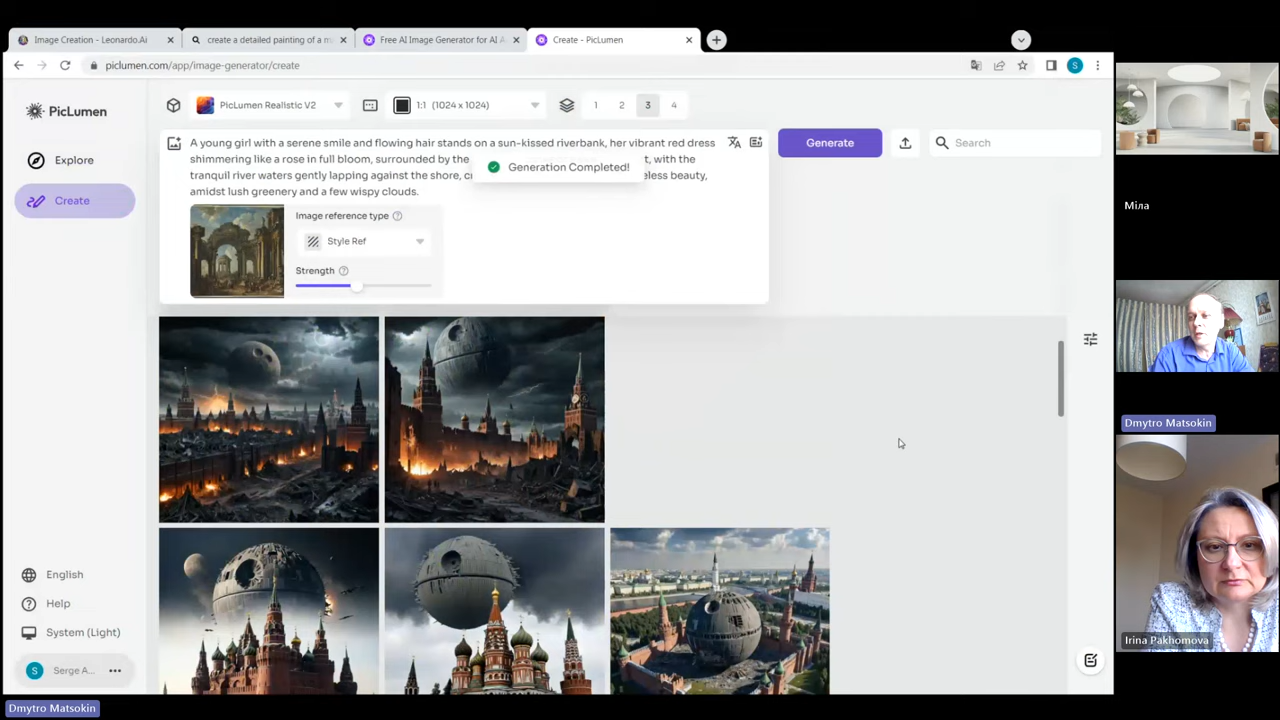 Image Creation - Leonardo.Ai
create a detailed painting of a m
Free AI Image Generator for AI A
Create - PicLumen
piclumen.com/app/image-generator/create
S
PicLumen
PicLumen Realistic V2
1:1 (1024 x 1024)
1 2 3 4
Explore
Create
A young girl with a serene smile and flowing hair stands on a sun-kissed riverbank, her vibrant red dress
shimmering like a rose in full bloom, surrounded by the
t, with the
tranquil river waters gently lapping against the shore, c
eless beauty,
amidst lush greenery and a few wispy clouds.
Generation Completed!
Generate
Search
Image reference type
Style Ref
Strength
English
Help
System (Light)
S
Serge A...
Dmytro Matsokin
Міла
Dmytro Matsokin
Irina Pakhomova